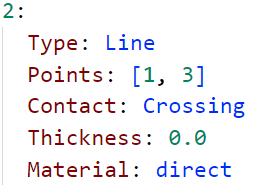 2:
Type: Line
Points: [1, 3]
Contact: Crossing
Thickness: 0.0
Material: direct